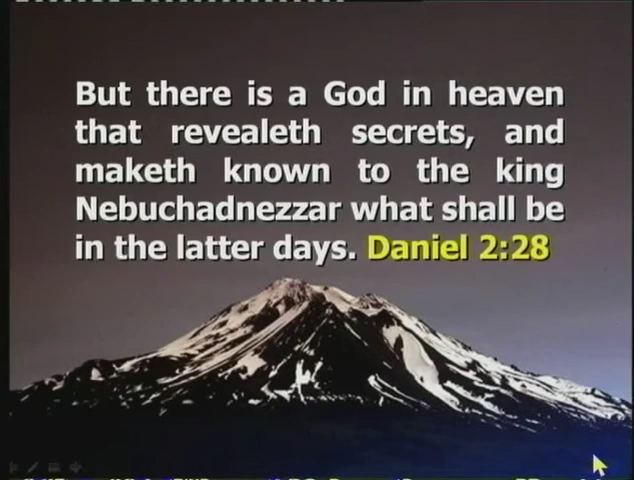 But there is a God in heaven
that revealeth secrets, and
maketh known to the king
Nebuchadnezzar what shall be
in the latter days. Daniel 2:28